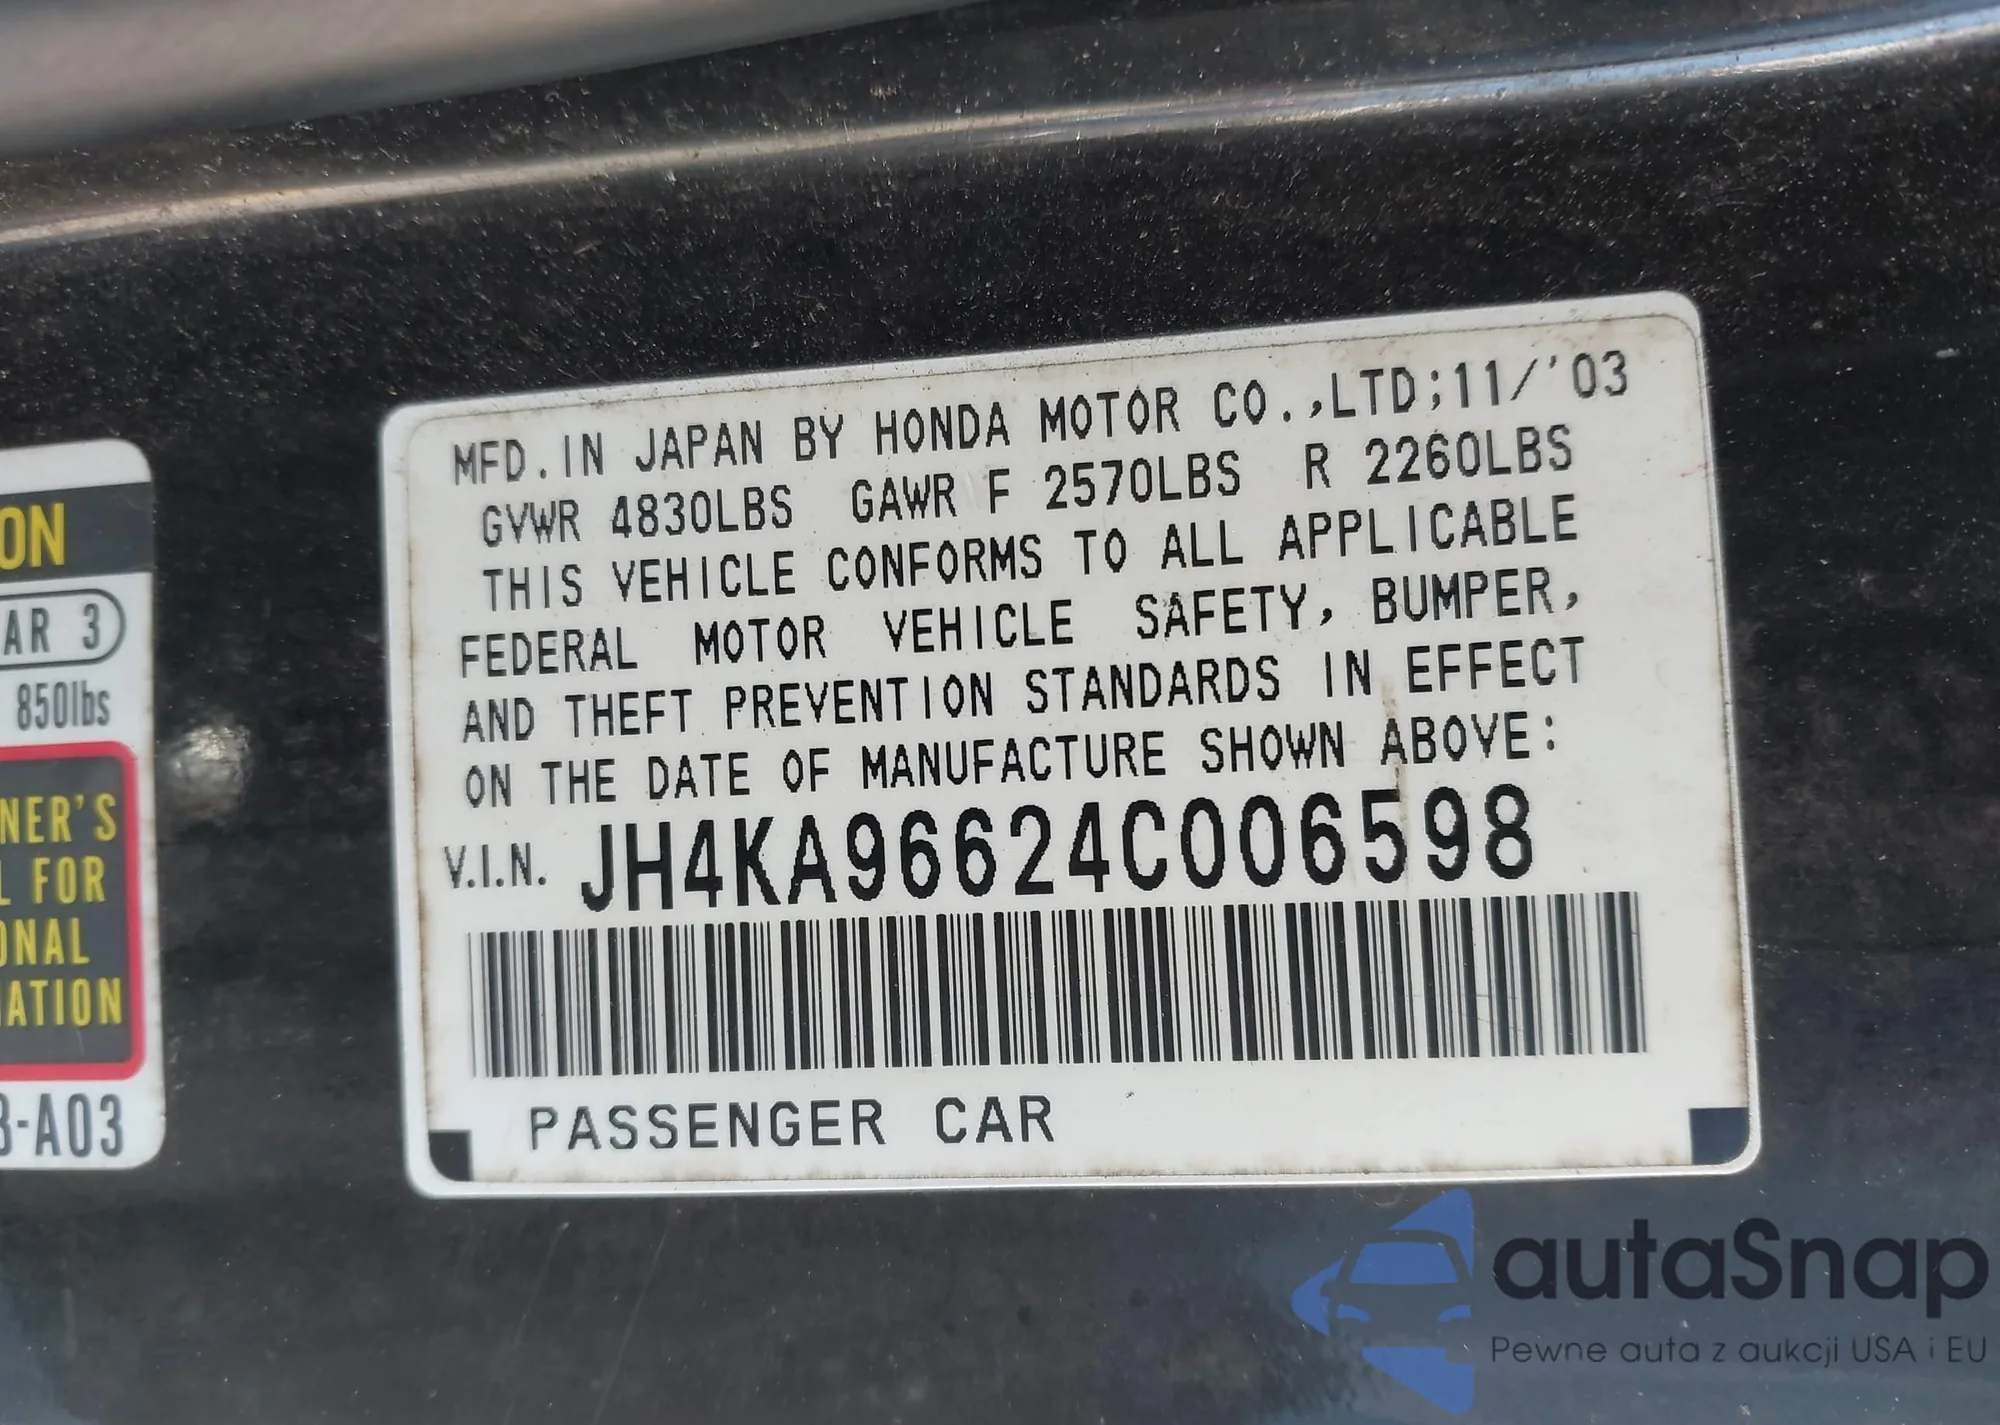 MFD. IN JAPAN BY HONDA MOTOR CO.,LTD;11/'03
GVWR 4830LBS GAWR F 2570LBS R 2260LBS
THIS VEHICLE CONFORMS TO ALL APPLICABLE
FEDERAL MOTOR VEHICLE SAFETY, BUMPER,
AND THEFT PREVENTION STANDARDS IN EFFECT
ON THE DATE OF MANUFACTURE SHOWN ABOVE:
V.I.N. JH4KA96624C006598
PASSENGER CAR
ON
AR 3
850lbs
NER'S
L FOR
ONAL
ATION
-A03
autaSnap
Pewne auta z aukcji USA i EU